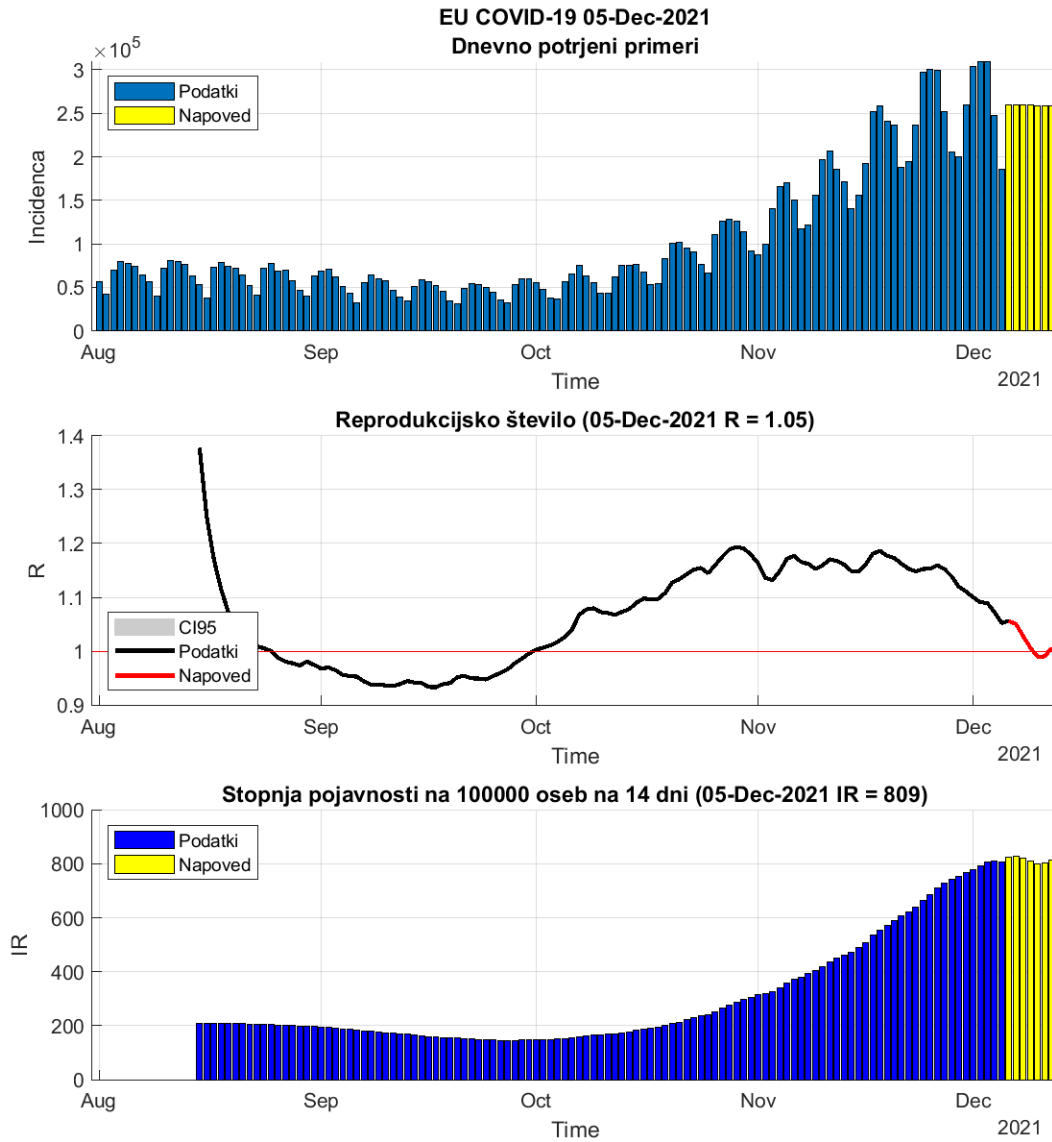 EU COVID-19 05-Dec-2021
Dnevno potrjeni primeri
×10^5
3
2.5
2
1.5
1
0.5
0
Incidenca
Podatki
Napoved
Aug Sep Oct Nov Dec
Time
2021
Reprodukcijsko število (05-Dec-2021 R = 1.05)
1.4
1.3
1.2
1.1
1
0.9
R
CI95
Podatki
Napoved
Aug Sep Oct Nov Dec
Time
2021
Stopnja pojavnosti na 100000 oseb na 14 dni (05-Dec-2021 IR = 809)
1000
800
600
400
200
0
IR
Podatki
Napoved
Aug Sep Oct Nov Dec
Time
2021